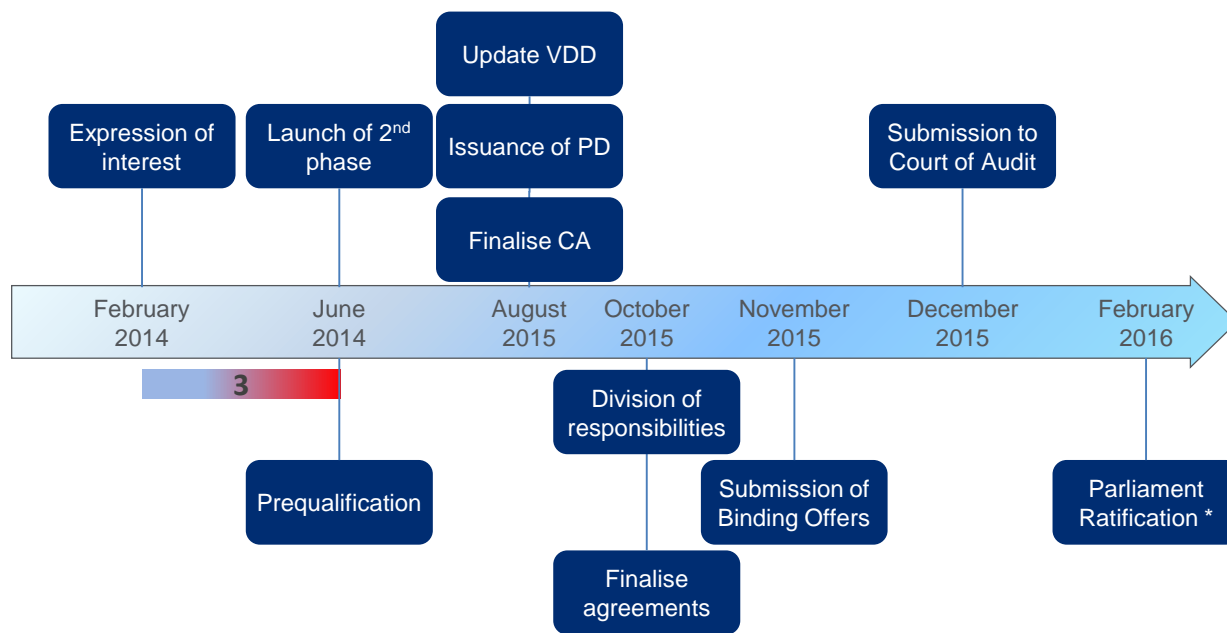 Update VDD
Expression of
interest
Launch of 2nd
phase
Issuance of PD
Submission to
Court of Audit
Finalise CA
February
2014
June
2014
August
2015
October
2015
November
2015
December
2015
February
2016
3
Division of
responsibilities
Prequalification
Submission of
Binding Offers
Parliament
Ratification *
Finalise
agreements